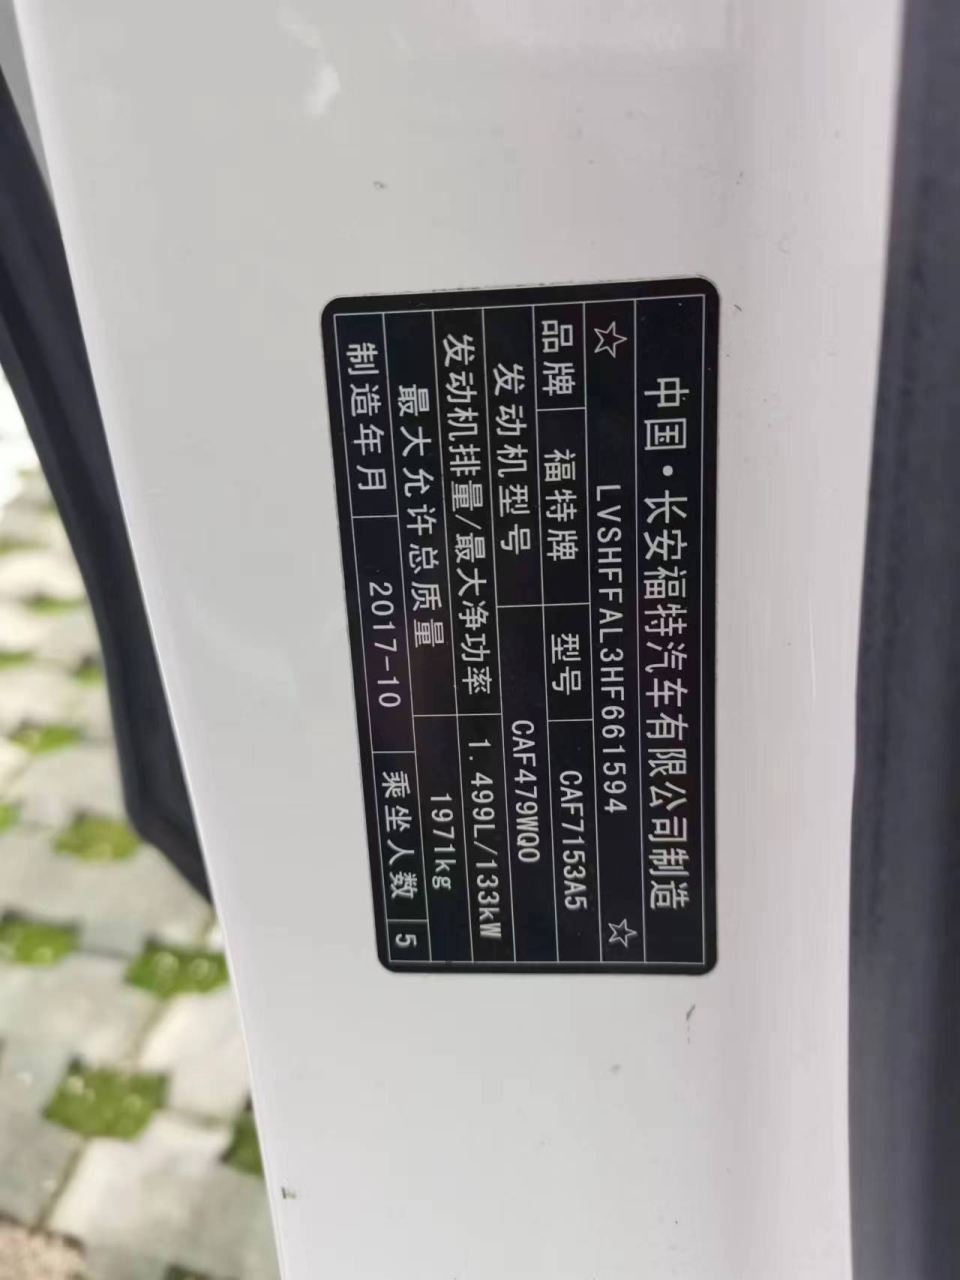 中国·长安福特汽车有限公司制造
☆ LVSHFFAL3HF661594 ☆
品牌 福特牌 型号 CAF7153A5
发动机型号 CAF479WQ0
发动机排量/最大净功率 1.499L/133kW
最大允许总质量 1971kg
制造年月 2017-10 乘坐人数 5